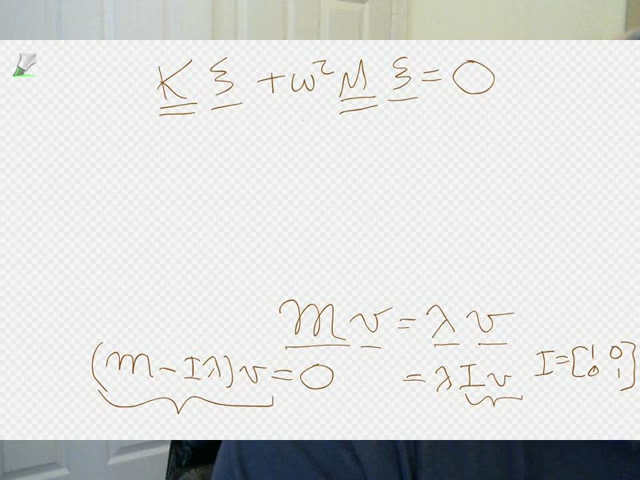 K ξ + ω² M ξ = 0
m v = λ v
(m - Iλ) v = 0 = λ I v I = [1 0
0 1]